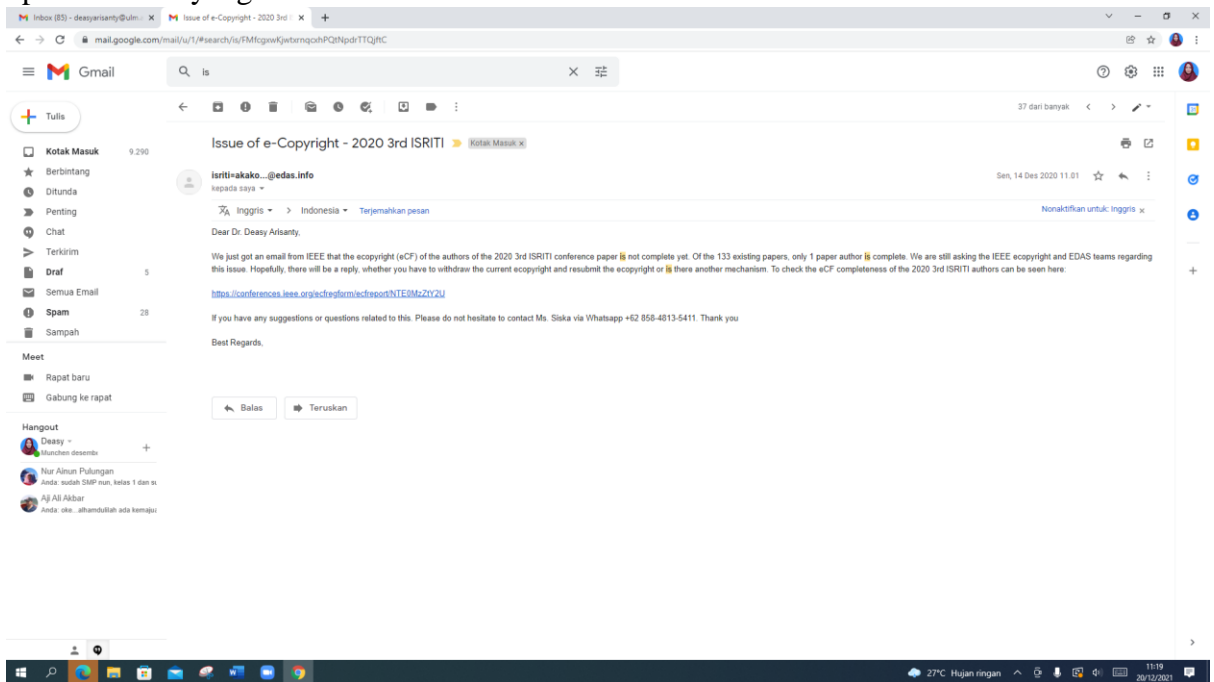 Inbox (85) - deasyarisanty@ulm.
Issue of e-Copyright - 2020 3rd
mail.google.com/mail/u/1/#search/is/FMfcgxwKjwtxrnqcxhPQtNpdrTTQjftC
Gmail
is
Tulis
37 dari banyak
Issue of e-Copyright - 2020 3rd ISRITI
Kotak Masuk x
Kotak Masuk 9.290
Berbintang
Ditunda
Penting
Chat
Terkirim
Draf 5
Semua Email
Spam 28
Sampah
Meet
Rapat baru
Gabung ke rapat
Hangout
Deasy
Munchen desembe
Nur Ainun Pulungan
Anda: sudah SMP nun, kelas 1 dan su
Aji Ali Akbar
Anda: oke...alhamdulilah ada kemajua
isriti=akako...@edas.info
Sen, 14 Des 2020 11.01
kepada saya
Inggris > Indonesia Terjemahkan pesan
Nonaktifkan untuk: Inggris x
Dear Dr. Deasy Arisanty,
We just got an email from IEEE that the ecopyright (eCF) of the authors of the 2020 3rd ISRITI conference paper is not complete yet. Of the 133 existing papers, only 1 paper author is complete. We are still asking the IEEE ecopyright and EDAS teams regarding
this issue. Hopefully, there will be a reply, whether you have to withdraw the current ecopyright and resubmit the ecopyright or is there another mechanism. To check the eCF completeness of the 2020 3rd ISRITI authors can be seen here:
https://conferences.ieee.org/ecfregform/ecfreport/NTE0MzZtY2U
If you have any suggestions or questions related to this. Please do not hesitate to contact Ms. Siska via Whatsapp +62 858-4813-5411. Thank you
Best Regards,
Balas
Teruskan
27°C Hujan ringan
11:19
20/12/2021